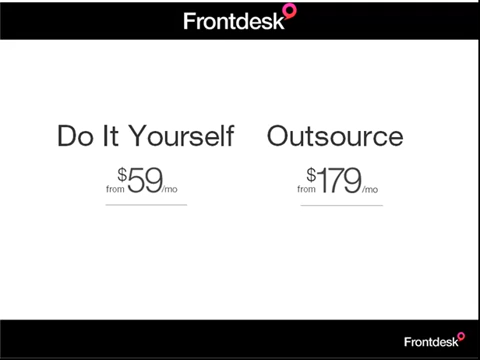 Frontdesk
Do It Yourself Outsource
from $59/mo from $179/mo
Frontdesk